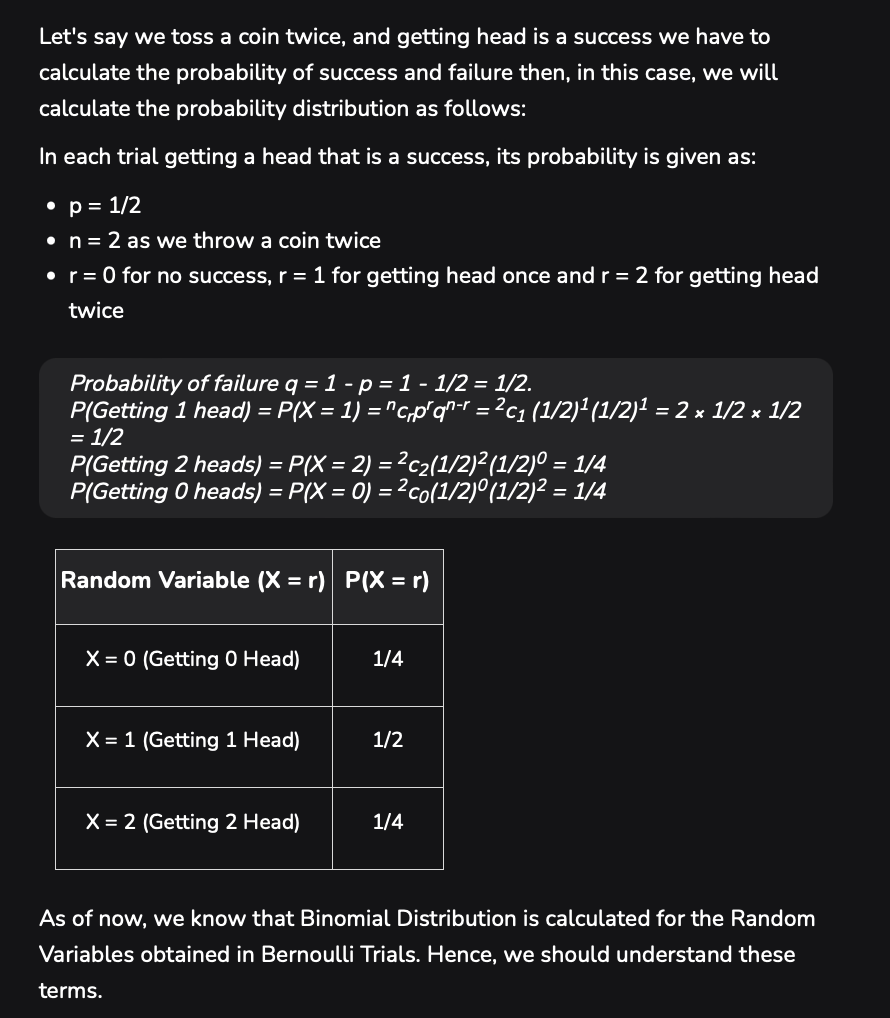 Let's say we toss a coin twice, and getting head is a success we have to
calculate the probability of success and failure then, in this case, we will
calculate the probability distribution as follows:
In each trial getting a head that is a success, its probability is given as:
• p = 1/2
• n = 2 as we throw a coin twice
• r = 0 for no success, r = 1 for getting head once and r = 2 for getting head
twice
Probability of failure q = 1 - p = 1 - 1/2 = 1/2.
P(Getting 1 head) = P(X = 1) = ⁿcᵣpʳqⁿ⁻ʳ = ²c₁ (1/2)¹(1/2)¹ = 2 × 1/2 × 1/2
= 1/2
P(Getting 2 heads) = P(X = 2) = ²c₂(1/2)²(1/2)⁰ = 1/4
P(Getting 0 heads) = P(X = 0) = ²c₀(1/2)⁰(1/2)² = 1/4
Random Variable (X = r) P(X = r)
X = 0 (Getting 0 Head) 1/4
X = 1 (Getting 1 Head) 1/2
X = 2 (Getting 2 Head) 1/4
As of now, we know that Binomial Distribution is calculated for the Random
Variables obtained in Bernoulli Trials. Hence, we should understand these
terms.